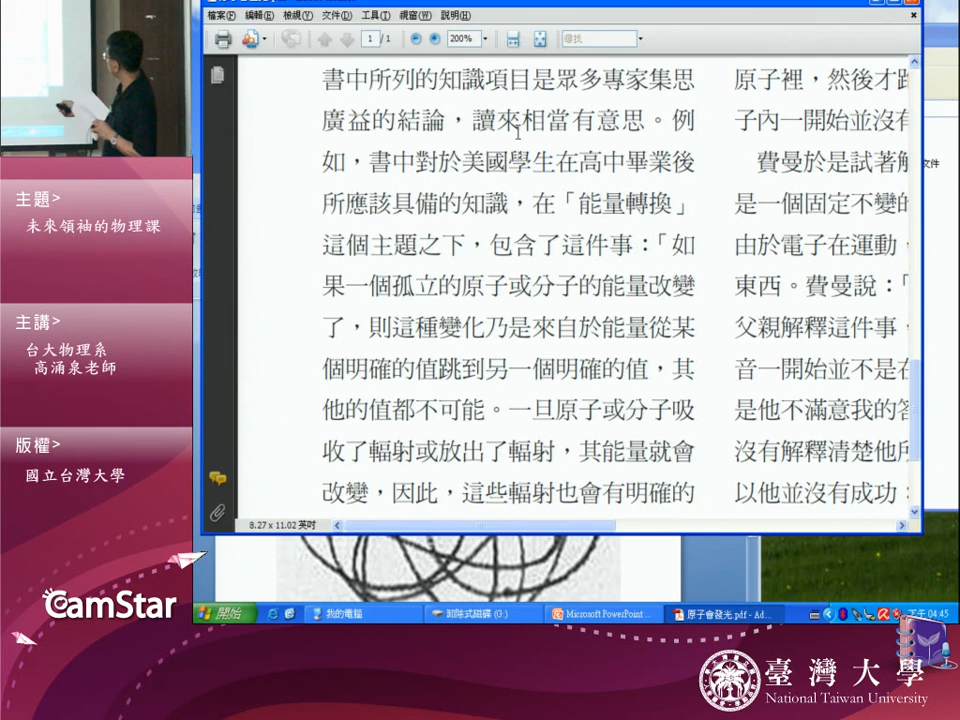 檔案(F) 編輯(E) 檢視(V) 文件(D) 工具(T) 視窗(W) 說明(H)
1 / 1
200%
尋找
書中所列的知識項目是眾多專家集思
廣益的結論，讀來相當有意思。例
如，書中對於美國學生在高中畢業後
所應該具備的知識，在「能量轉換」
這個主題之下，包含了這件事：「如
果一個孤立的原子或分子的能量改變
了，則這種變化乃是來自於能量從某
個明確的值跳到另一個明確的值，其
他的值都不可能。一旦原子或分子吸
收了輻射或放出了輻射，其能量就會
改變，因此，這些輻射也會有明確的
原子裡，然後才
子內一開始並沒有
費曼於是試著解
是一個固定不變的
由於電子在運動，
東西。費曼說：「
父親解釋這件事，
音一開始並不是在
是他不滿意我的答
沒有解釋清楚他所
以他並沒有成功：
文件
8.27 x 11.02 英吋
主題>
未來領袖的物理課
主講>
台大物理系
高涌泉老師
版權>
國立台灣大學
CamStar
開始
我的電腦
卸除式磁碟 (G:)
Microsoft PowerPoint...
原子會發光.pdf - Ad...
下午 04:45
臺灣大學
National Taiwan University